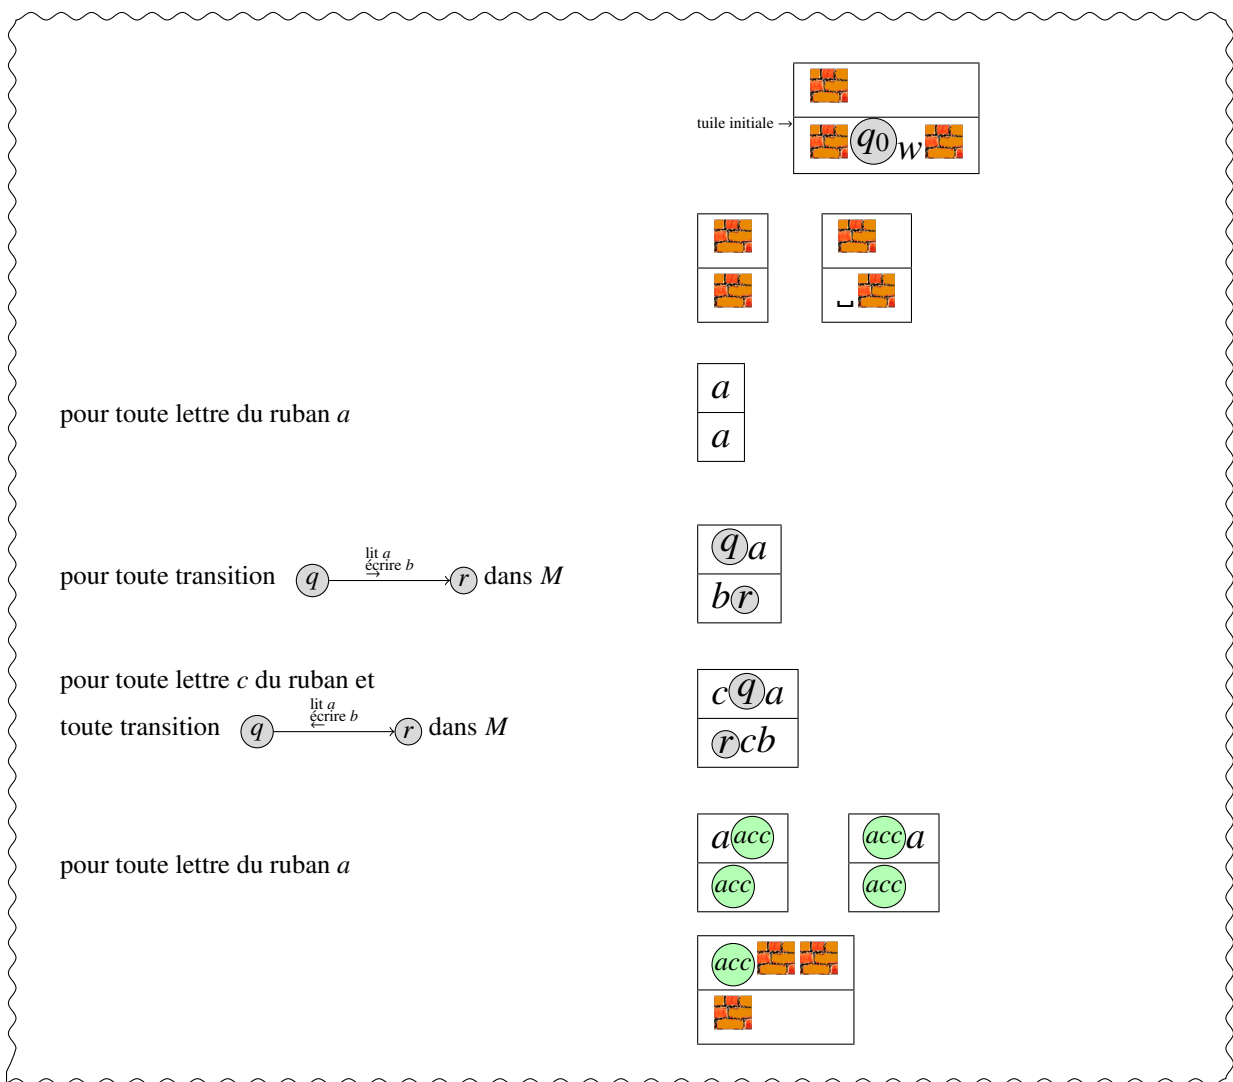 tuile initiale →
q0 w
␣
a
pour toute lettre du ruban a
a
lit a
écrire b
→
q a
pour toute transition q r dans M
b r
pour toute lettre c du ruban et
c q a
lit a
écrire b
←
toute transition q r dans M
r c b
a acc acc a
pour toute lettre du ruban a
acc acc
acc